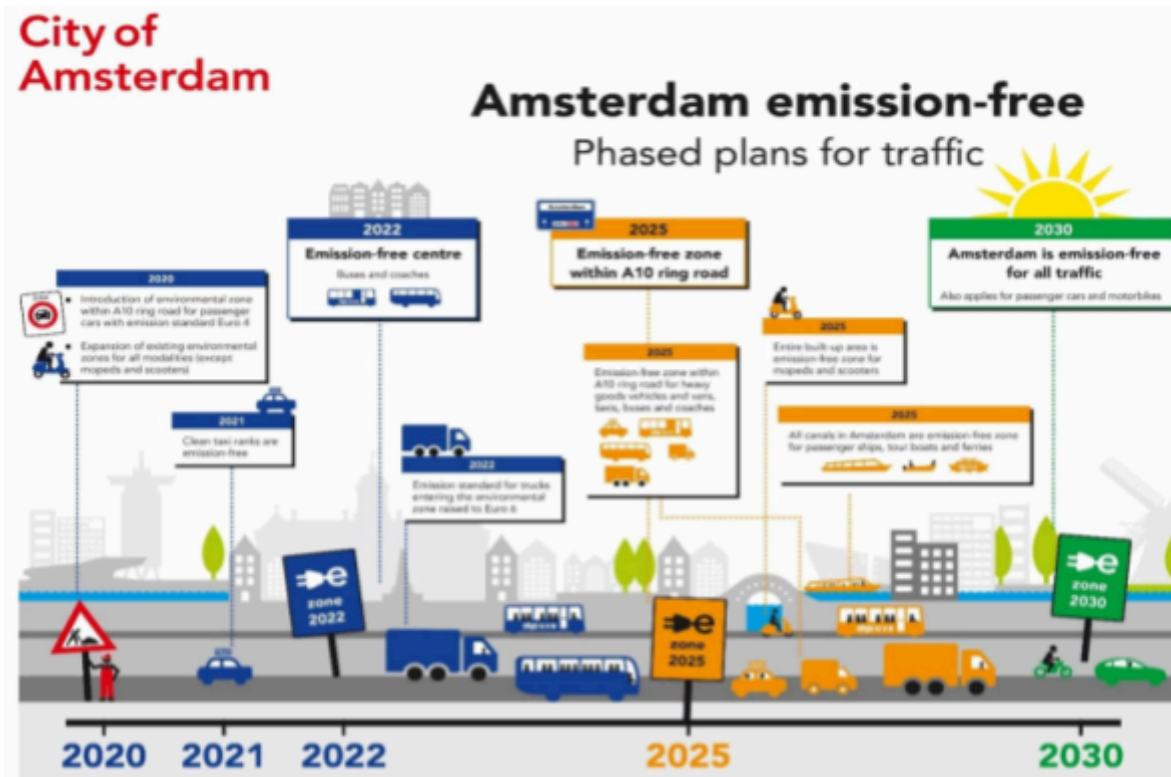 City of
Amsterdam
Amsterdam emission-free
Phased plans for traffic
2020
Introduction of environmental zone
within A10 ring road for passenger
cars with emission standard Euro 4
Expansion of existing environmental
zones for all modalities (except
mopeds and scooters)
2021
Clean taxi ranks are
emission-free
2022
Emission-free centre
Buses and coaches
2022
Emission standard for trucks
entering the environmental
zone raised to Euro 6
Amsterdam
2025
Emission-free zone
within A10 ring road
2025
Emission-free zone within
A10 ring road for heavy
goods vehicles and vans,
taxis, buses and coaches
2025
Entire built-up area is
emission-free zone for
mopeds and scooters
2025
All canals in Amsterdam are emission-free zone
for passenger ships, tour boats and ferries
2030
Amsterdam is emission-free
for all traffic
Also applies for passenger cars and motorbikes
e
zone
2022
e
zone
2025
e
zone
2030
2020
2021
2022
2025
2030